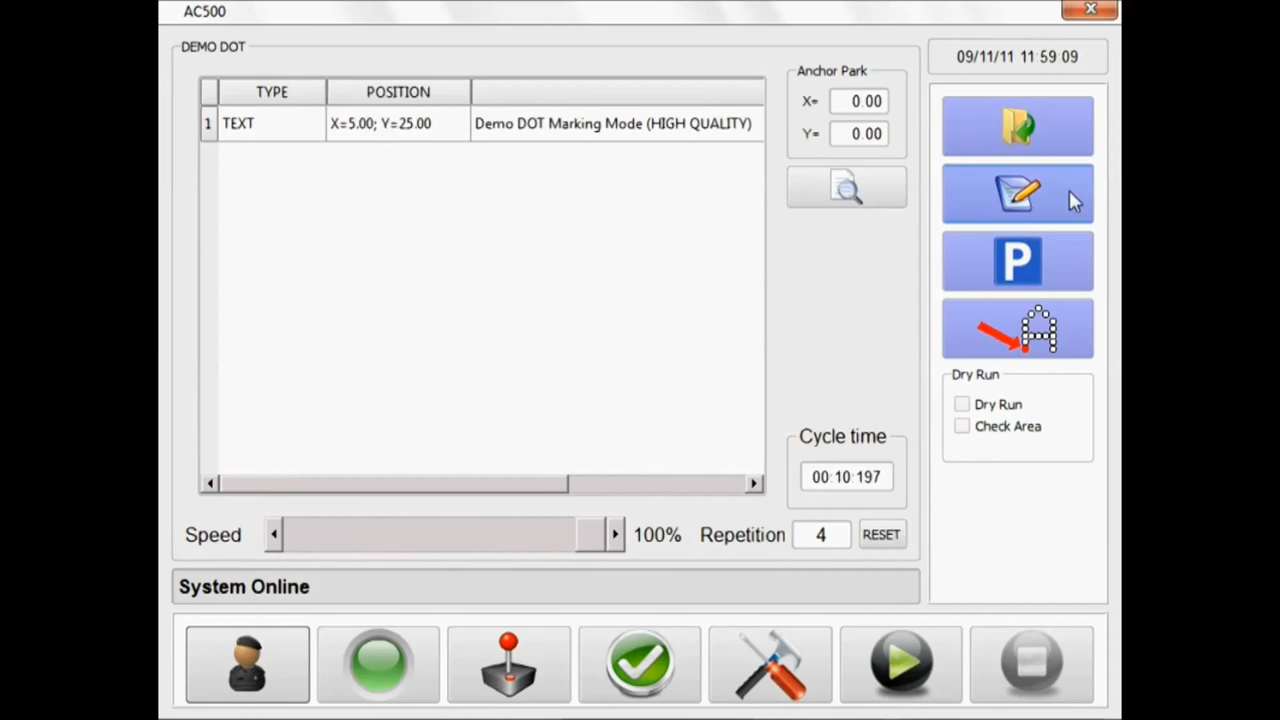 AC500
DEMO DOT
TYPE POSITION
1 TEXT X=5.00; Y=25.00 Demo DOT Marking Mode (HIGH QUALITY)
Anchor Park
X= 0.00
Y= 0.00
09/11/11 11:59:09
P
Dry Run
Dry Run
Check Area
Cycle time
00:10:197
Speed 100% Repetition 4 RESET
System Online